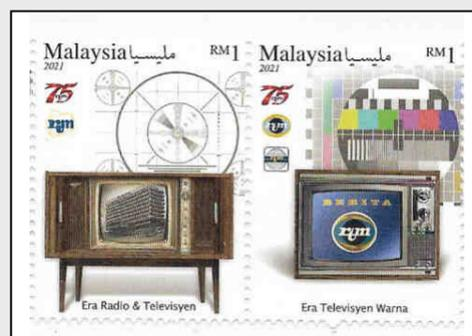 Malaysia مليسيا RM1
2021
75
rtm
Era Radio & Televisyen
Malaysia مليسيا RM1
2021
75
rtm
BERITA
rtm
Era Televisyen Warna